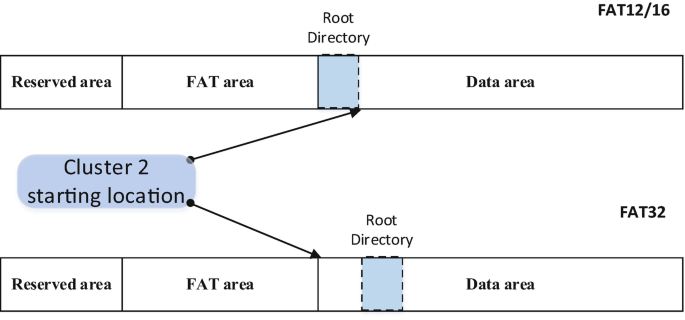 FAT12/16
Root
Directory
Reserved area
FAT area
Data area
Cluster 2
starting location
FAT32
Root
Directory
Reserved area
FAT area
Data area